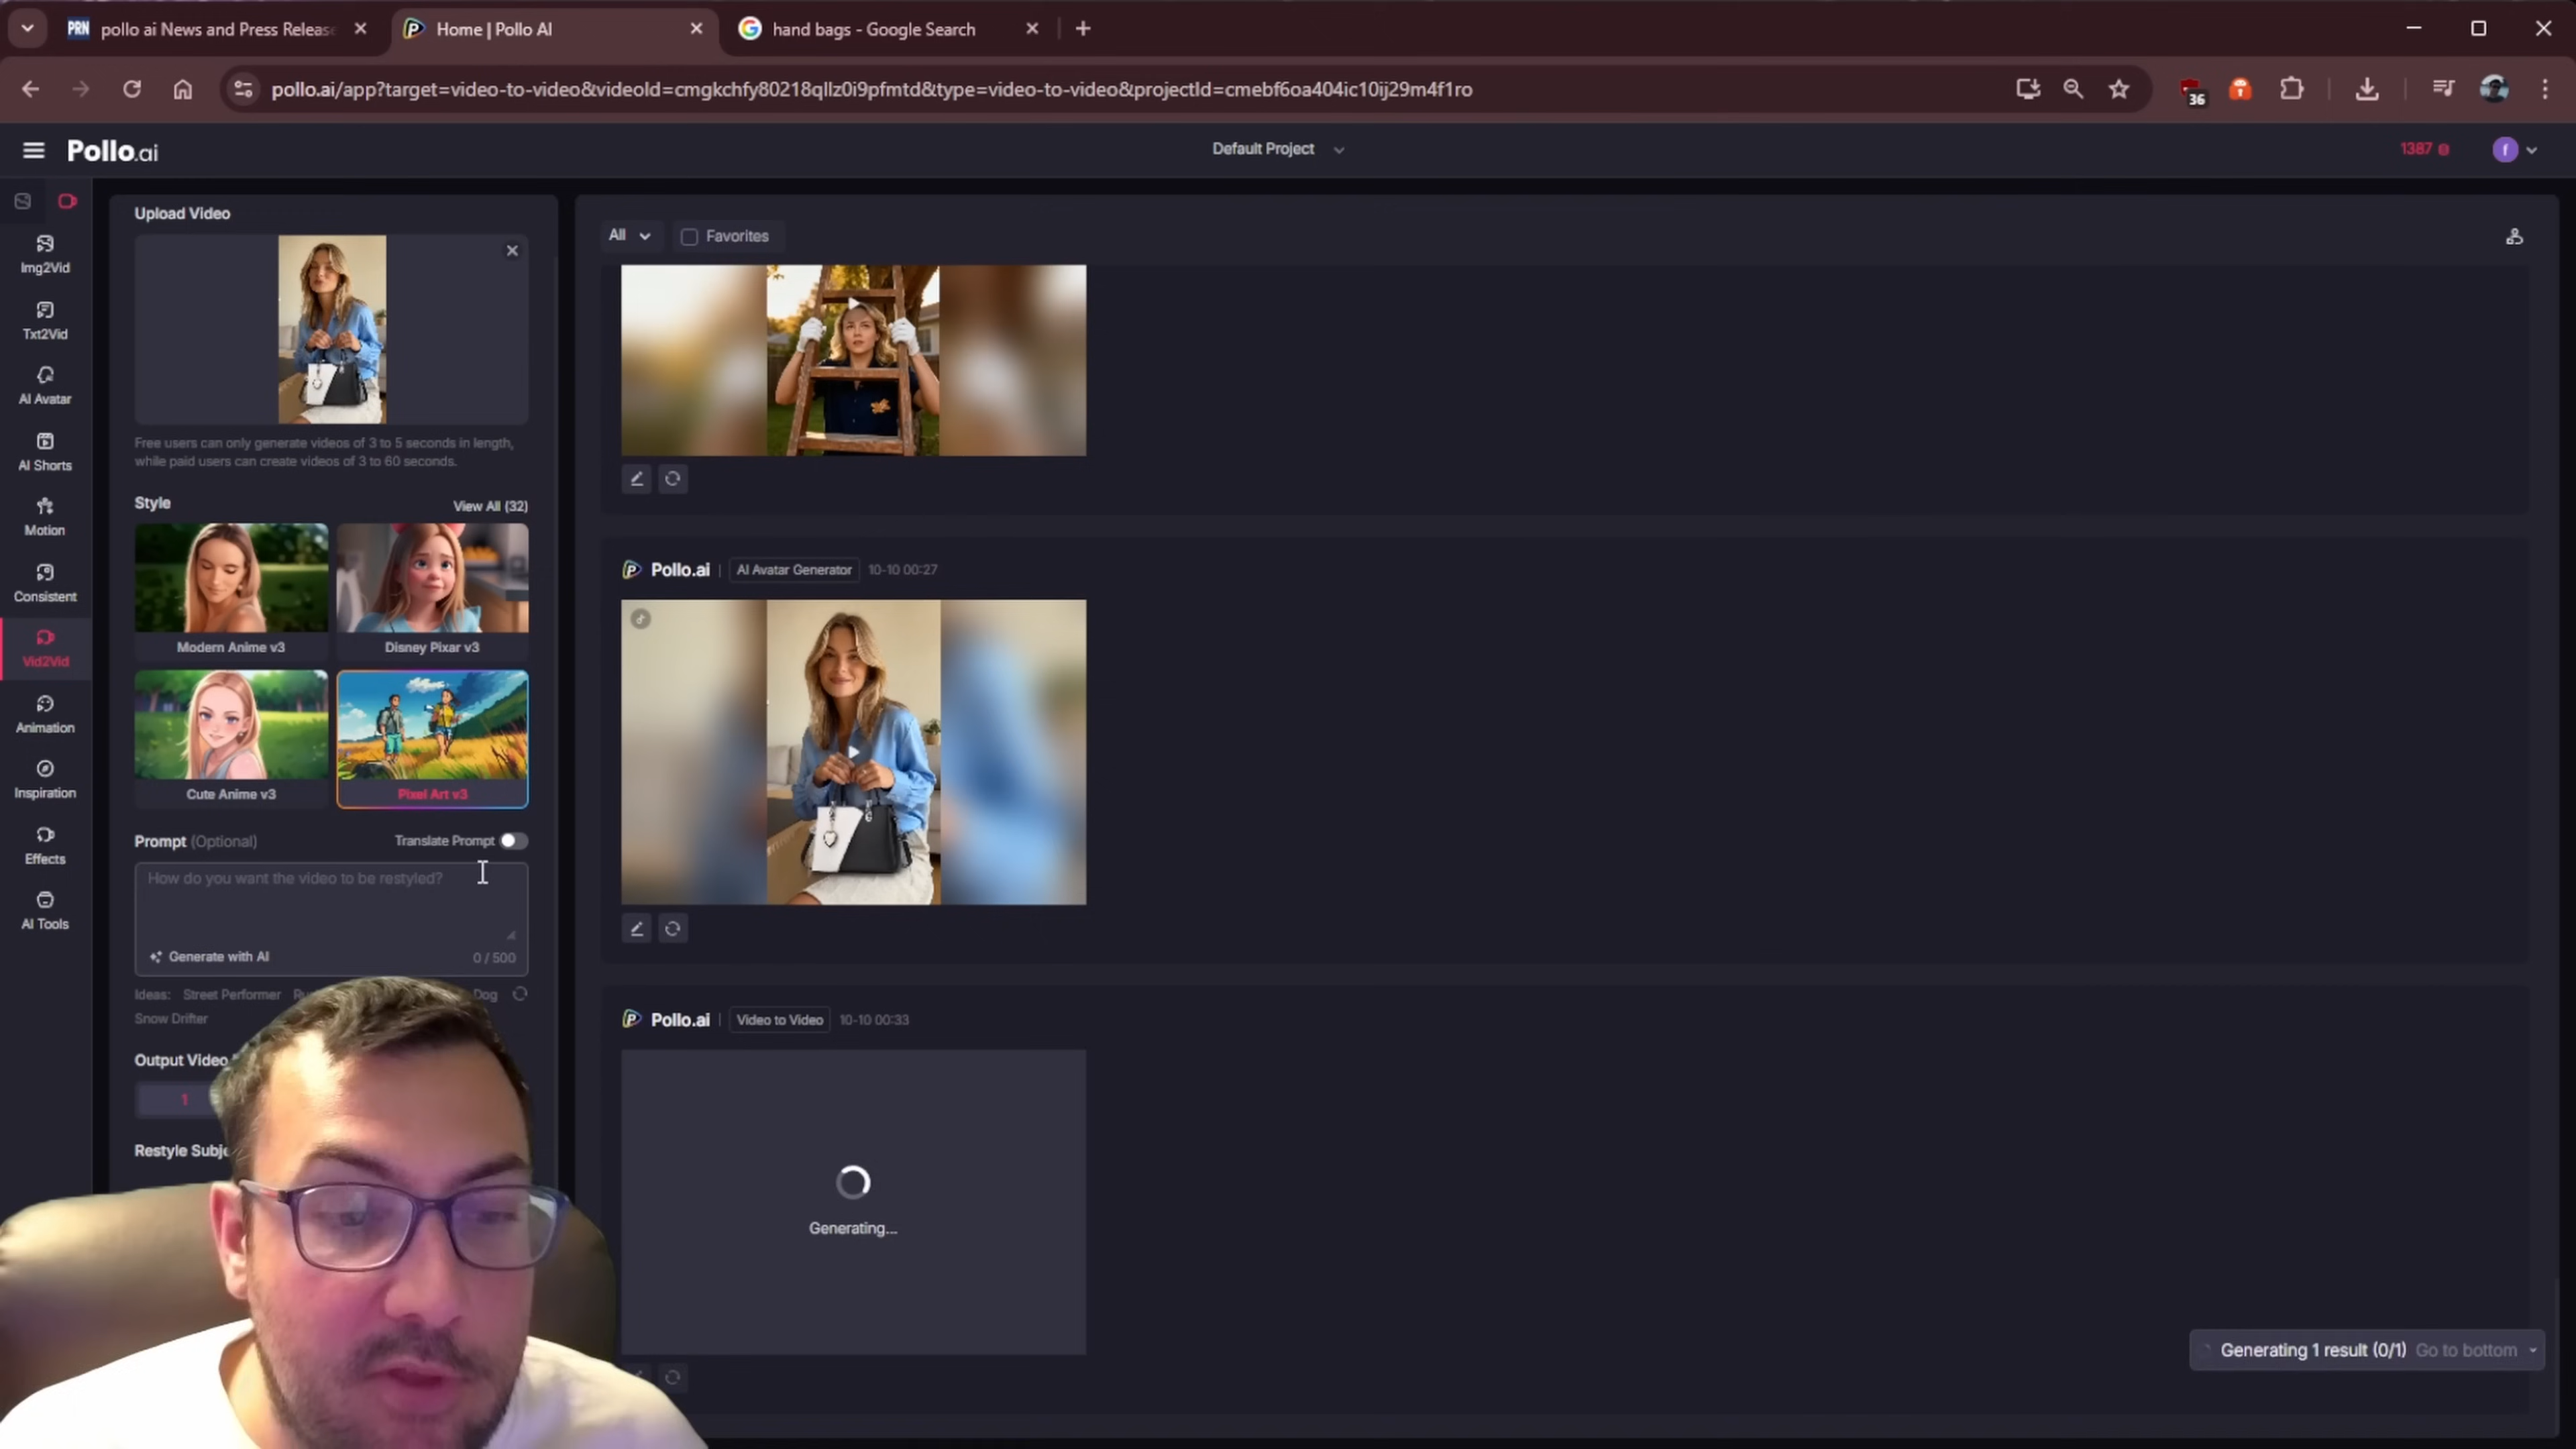 PRN pollo ai News and Press Release
Home | Pollo AI
hand bags - Google Search
pollo.ai/app?target=video-to-video&videoId=cmgkchfy80218qllz0i9pfmtd&type=video-to-video&projectId=cmebf6oa404ic10ij29m4f1ro
36
Pollo.ai
Default Project
1387
f
Upload Video
Img2Vid
Txt2Vid
AI Avatar
AI Shorts
Motion
Consistent
Vid2Vid
Animation
Inspiration
Effects
AI Tools
Free users can only generate videos of 3 to 5 seconds in length,
while paid users can create videos of 3 to 60 seconds.
Style
View All (32)
Modern Anime v3
Disney Pixar v3
Cute Anime v3
Pixel Art v3
Prompt (Optional)
Translate Prompt
How do you want the video to be restyled?
Generate with AI
0 / 500
Ideas: Street Performer
Dog
Snow Drifter
Output Video
1
Restyle
All
Favorites
Pollo.ai | AI Avatar Generator 10-10 00:27
Pollo.ai | Video to Video 10-10 00:33
Generating...
Generating 1 result (0/1) Go to bottom